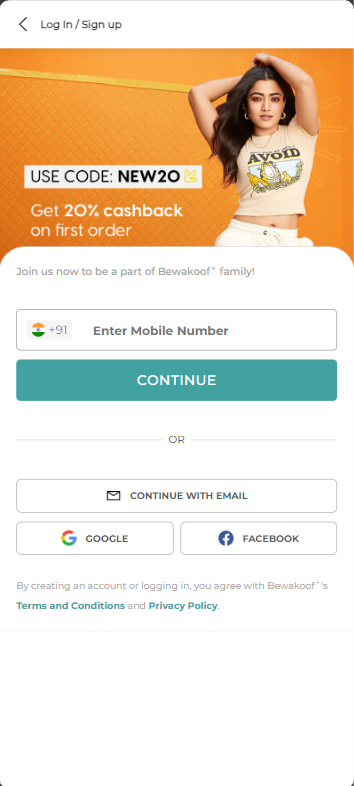 Log In / Sign up
AVOID
USE CODE: NEW20
Get 20% cashback
on first order
Join us now to be a part of Bewakoof® family!
+91 Enter Mobile Number
CONTINUE
OR
CONTINUE WITH EMAIL
GOOGLE FACEBOOK
By creating an account or logging in, you agree with Bewakoof®'s
Terms and Conditions and Privacy Policy.